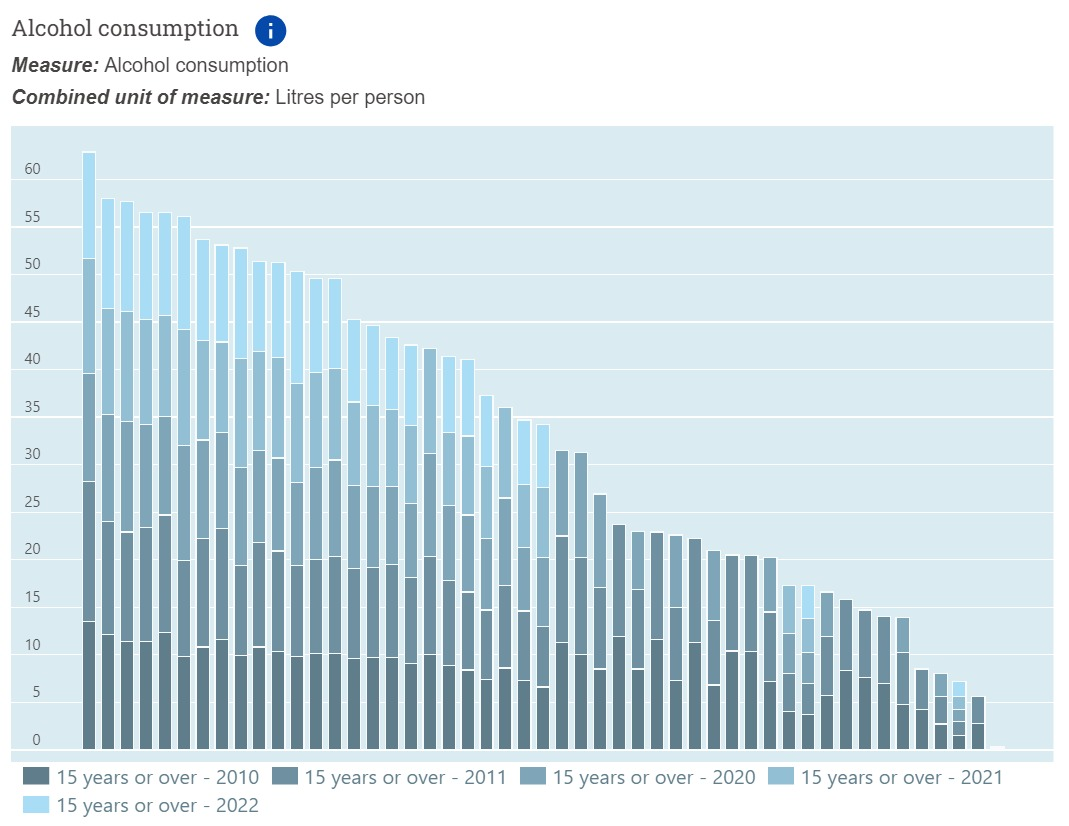 Alcohol consumption i
Measure: Alcohol consumption
Combined unit of measure: Litres per person
60
55
50
45
40
35
30
25
20
15
10
5
0
15 years or over - 2010 15 years or over - 2011 15 years or over - 2020 15 years or over - 2021
15 years or over - 2022